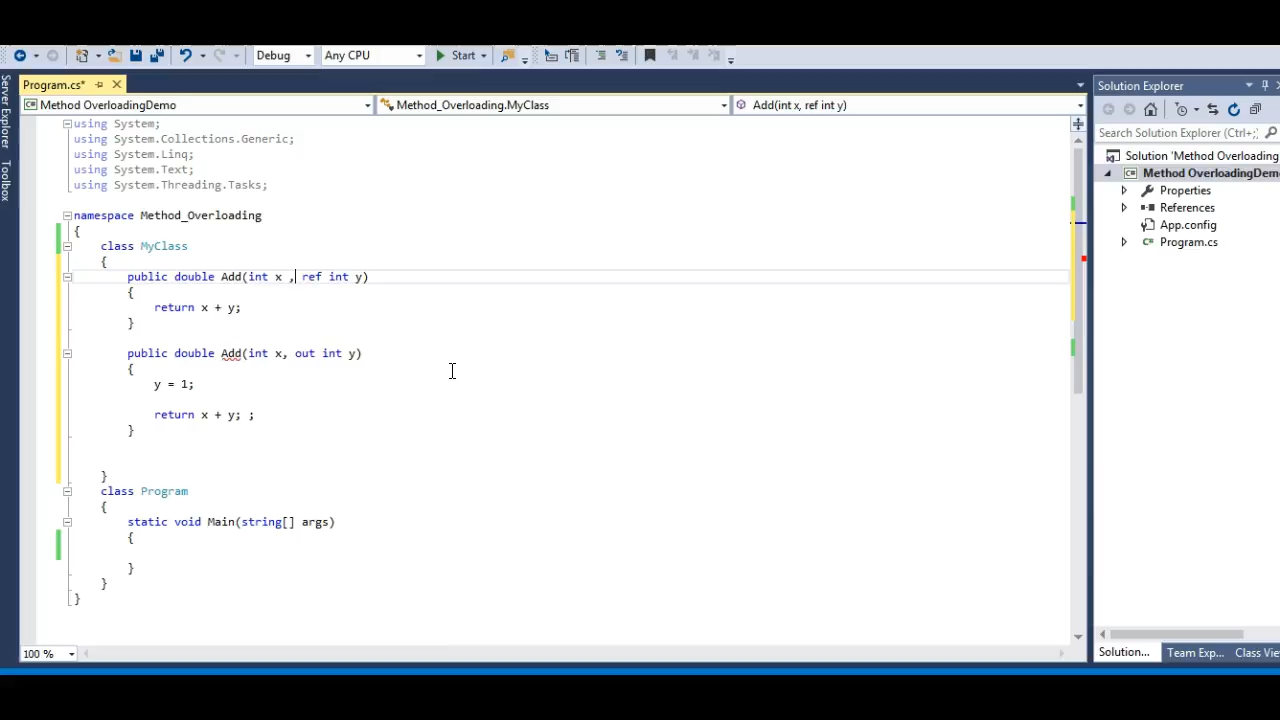 Debug Any CPU Start
Program.cs*
Method OverloadingDemo Method_Overloading.MyClass Add(int x, ref int y)
using System;
using System.Collections.Generic;
using System.Linq;
using System.Text;
using System.Threading.Tasks;
namespace Method_Overloading
{
class MyClass
{
public double Add(int x , ref int y)
{
return x + y;
}
public double Add(int x, out int y)
{
y = 1;
return x + y; ;
}
}
class Program
{
static void Main(string[] args)
{
}
}
}
100 %
Server Explorer
Toolbox
Solution Explorer
Search Solution Explorer (Ctrl+;)
Solution 'Method Overloading
Method OverloadingDem
Properties
References
App.config
Program.cs
Solution... Team Exp... Class Vie